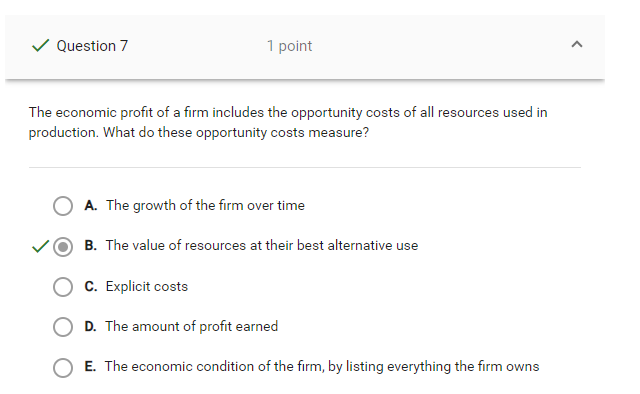 Question 7 1 point
The economic profit of a firm includes the opportunity costs of all resources used in
production. What do these opportunity costs measure?
A. The growth of the firm over time
B. The value of resources at their best alternative use
C. Explicit costs
D. The amount of profit earned
E. The economic condition of the firm, by listing everything the firm owns